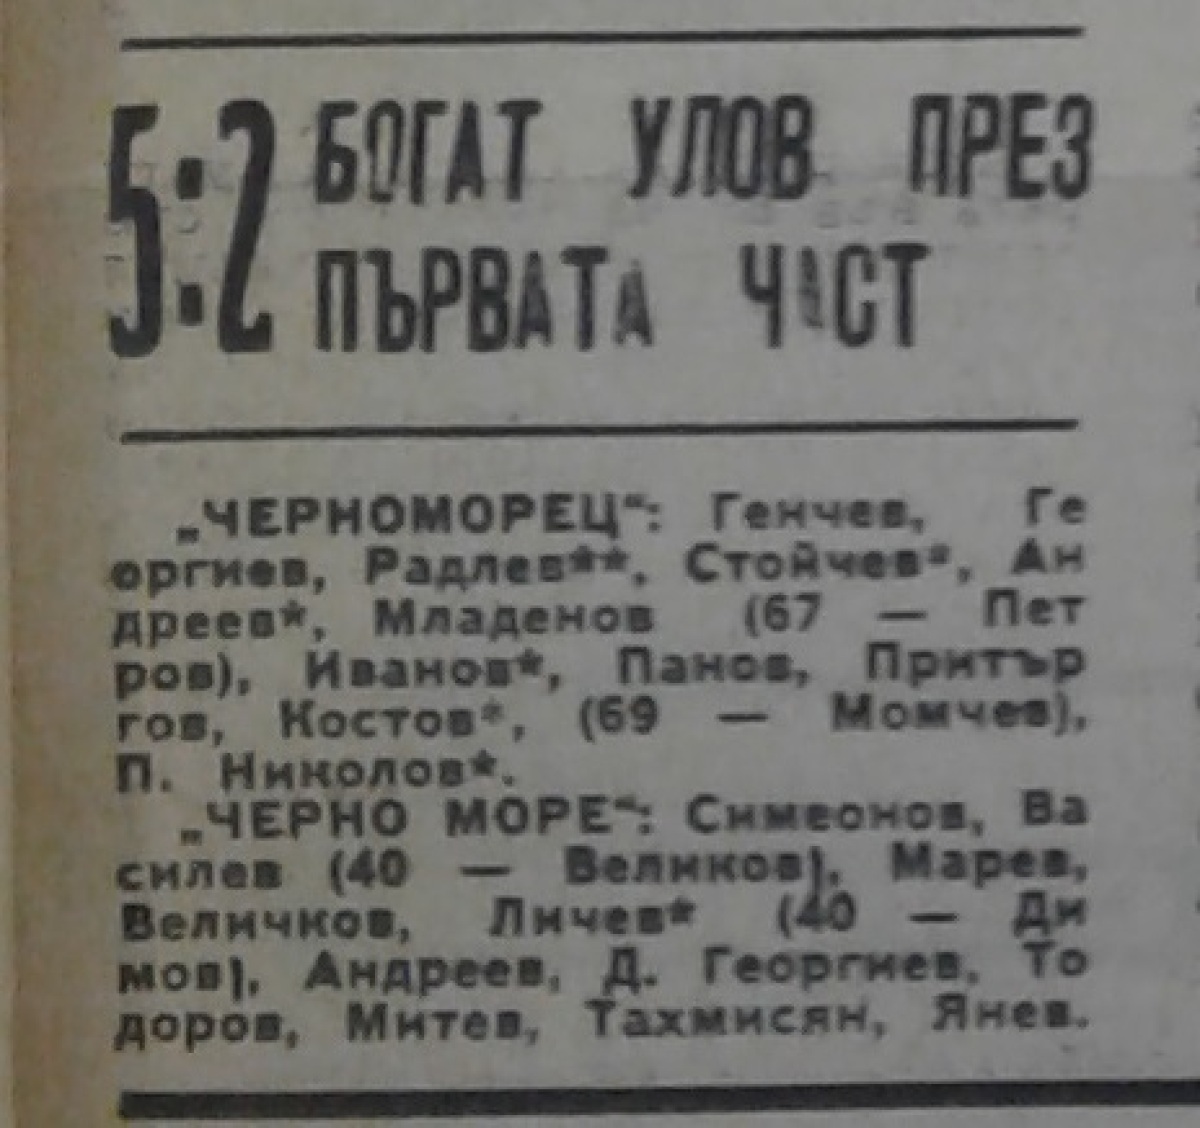 5:2 БОГАТ УЛОВ ПРЕЗ
ПЪРВАТА ЧАСТ
„ЧЕРНОМОРЕЦ“: Генчев, Ге
оргиев, Радлев**, Стойчев*, Ан
дреев*, Младенов (67 — Пет
ров), Иванов*, Панов, Притър
гов, Костов*, (69 — Момчев),
П. Николов*.
„ЧЕРНО МОРЕ“: Симеонов, Ва
силев (40 — Великов), Марев,
Величков, Личев* (40 — Ди
мов), Андреев, Д. Георгиев, То
доров, Митев, Тахмисян, Янев.